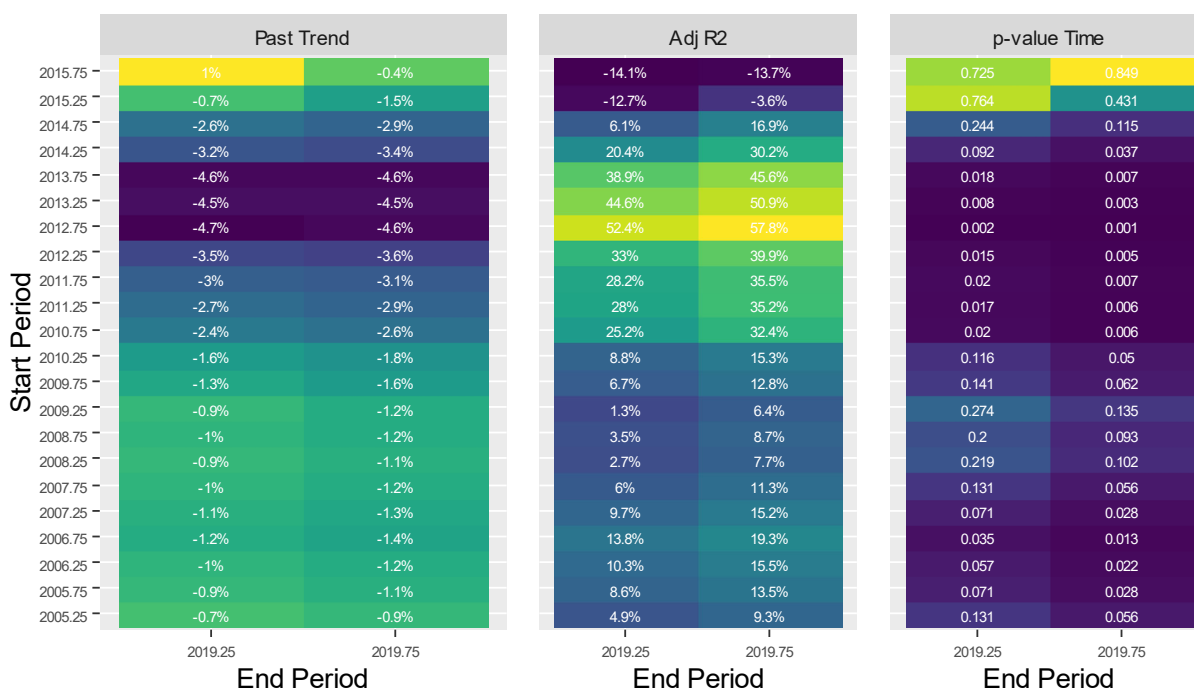 Past Trend Adj R2 p-value Time
Start Period
2015.75 1% -0.4% -14.1% -13.7% 0.725 0.849
2015.25 -0.7% -1.5% -12.7% -3.6% 0.764 0.431
2014.75 -2.6% -2.9% 6.1% 16.9% 0.244 0.115
2014.25 -3.2% -3.4% 20.4% 30.2% 0.092 0.037
2013.75 -4.6% -4.6% 38.9% 45.6% 0.018 0.007
2013.25 -4.5% -4.5% 44.6% 50.9% 0.008 0.003
2012.75 -4.7% -4.6% 52.4% 57.8% 0.002 0.001
2012.25 -3.5% -3.6% 33% 39.9% 0.015 0.005
2011.75 -3% -3.1% 28.2% 35.5% 0.02 0.007
2011.25 -2.7% -2.9% 28% 35.2% 0.017 0.006
2010.75 -2.4% -2.6% 25.2% 32.4% 0.02 0.006
2010.25 -1.6% -1.8% 8.8% 15.3% 0.116 0.05
2009.75 -1.3% -1.6% 6.7% 12.8% 0.141 0.062
2009.25 -0.9% -1.2% 1.3% 6.4% 0.274 0.135
2008.75 -1% -1.2% 3.5% 8.7% 0.2 0.093
2008.25 -0.9% -1.1% 2.7% 7.7% 0.219 0.102
2007.75 -1% -1.2% 6% 11.3% 0.131 0.056
2007.25 -1.1% -1.3% 9.7% 15.2% 0.071 0.028
2006.75 -1.2% -1.4% 13.8% 19.3% 0.035 0.013
2006.25 -1% -1.2% 10.3% 15.5% 0.057 0.022
2005.75 -0.9% -1.1% 8.6% 13.5% 0.071 0.028
2005.25 -0.7% -0.9% 4.9% 9.3% 0.131 0.056
2019.25 2019.75 2019.25 2019.75 2019.25 2019.75
End Period End Period End Period